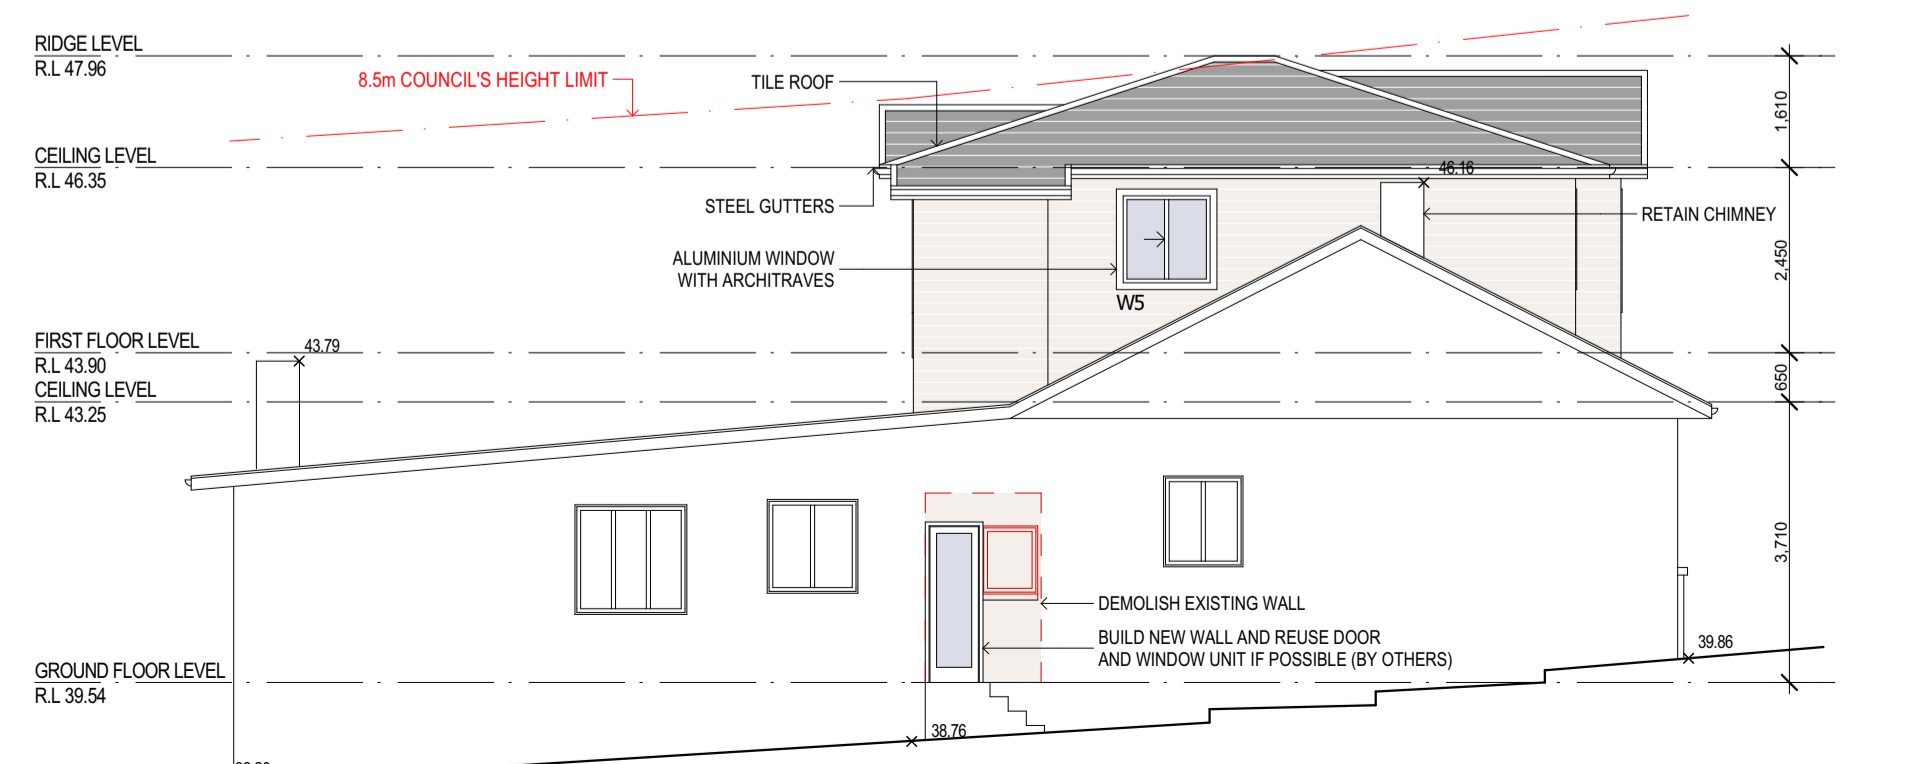 RIDGE LEVEL
R.L 47.96
8.5m COUNCIL'S HEIGHT LIMIT
TILE ROOF
1,610
CEILING LEVEL
R.L 46.35
46.16
STEEL GUTTERS
RETAIN CHIMNEY
ALUMINIUM WINDOW
WITH ARCHITRAVES
2,450
W5
FIRST FLOOR LEVEL
R.L 43.90
43.79
CEILING LEVEL
R.L 43.25
650
3,710
DEMOLISH EXISTING WALL
BUILD NEW WALL AND REUSE DOOR
AND WINDOW UNIT IF POSSIBLE (BY OTHERS)
39.86
GROUND FLOOR LEVEL
R.L 39.54
38.76